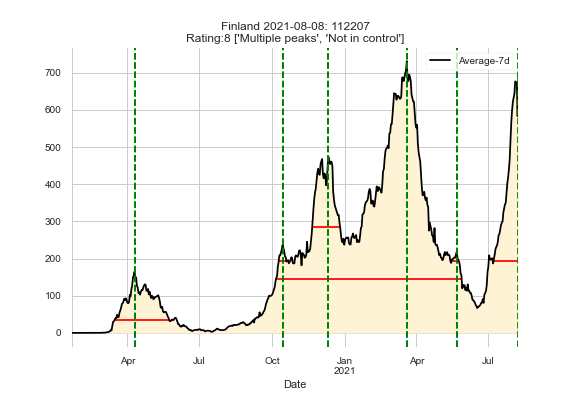 Finland 2021-08-08: 112207
Rating:8 ['Multiple peaks', 'Not in control']
Average-7d
700
600
500
400
300
200
100
0
Apr Jul Oct Jan Apr Jul
2021
Date